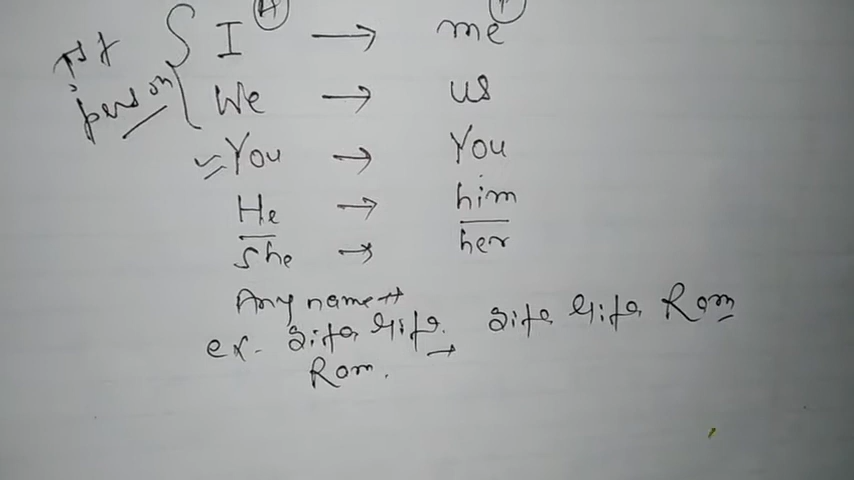 1st person { I → me
We → us
You → You
He → him
She → her
Any name →
ex. Sita Gita → Sita Gita Ram
Ram.